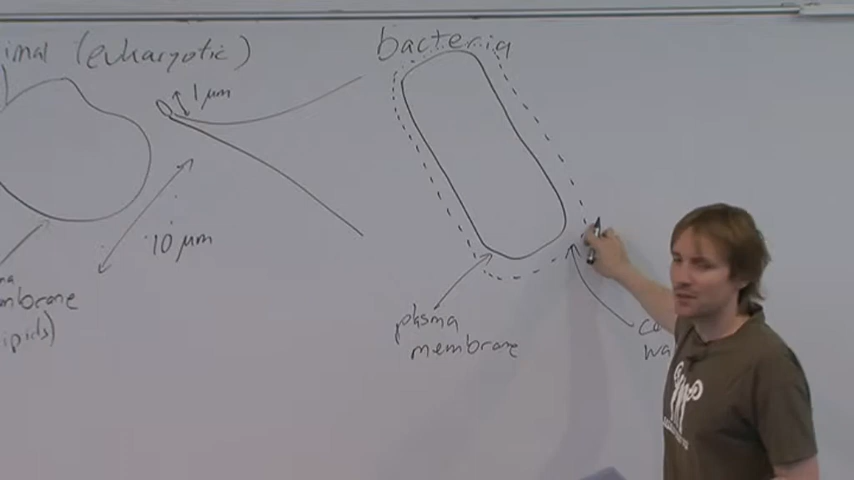 imal (eukaryotic)
bacteria
1 μm
10 μm
ma
mbrane
ipids)
plasma
membrane
ce
wa